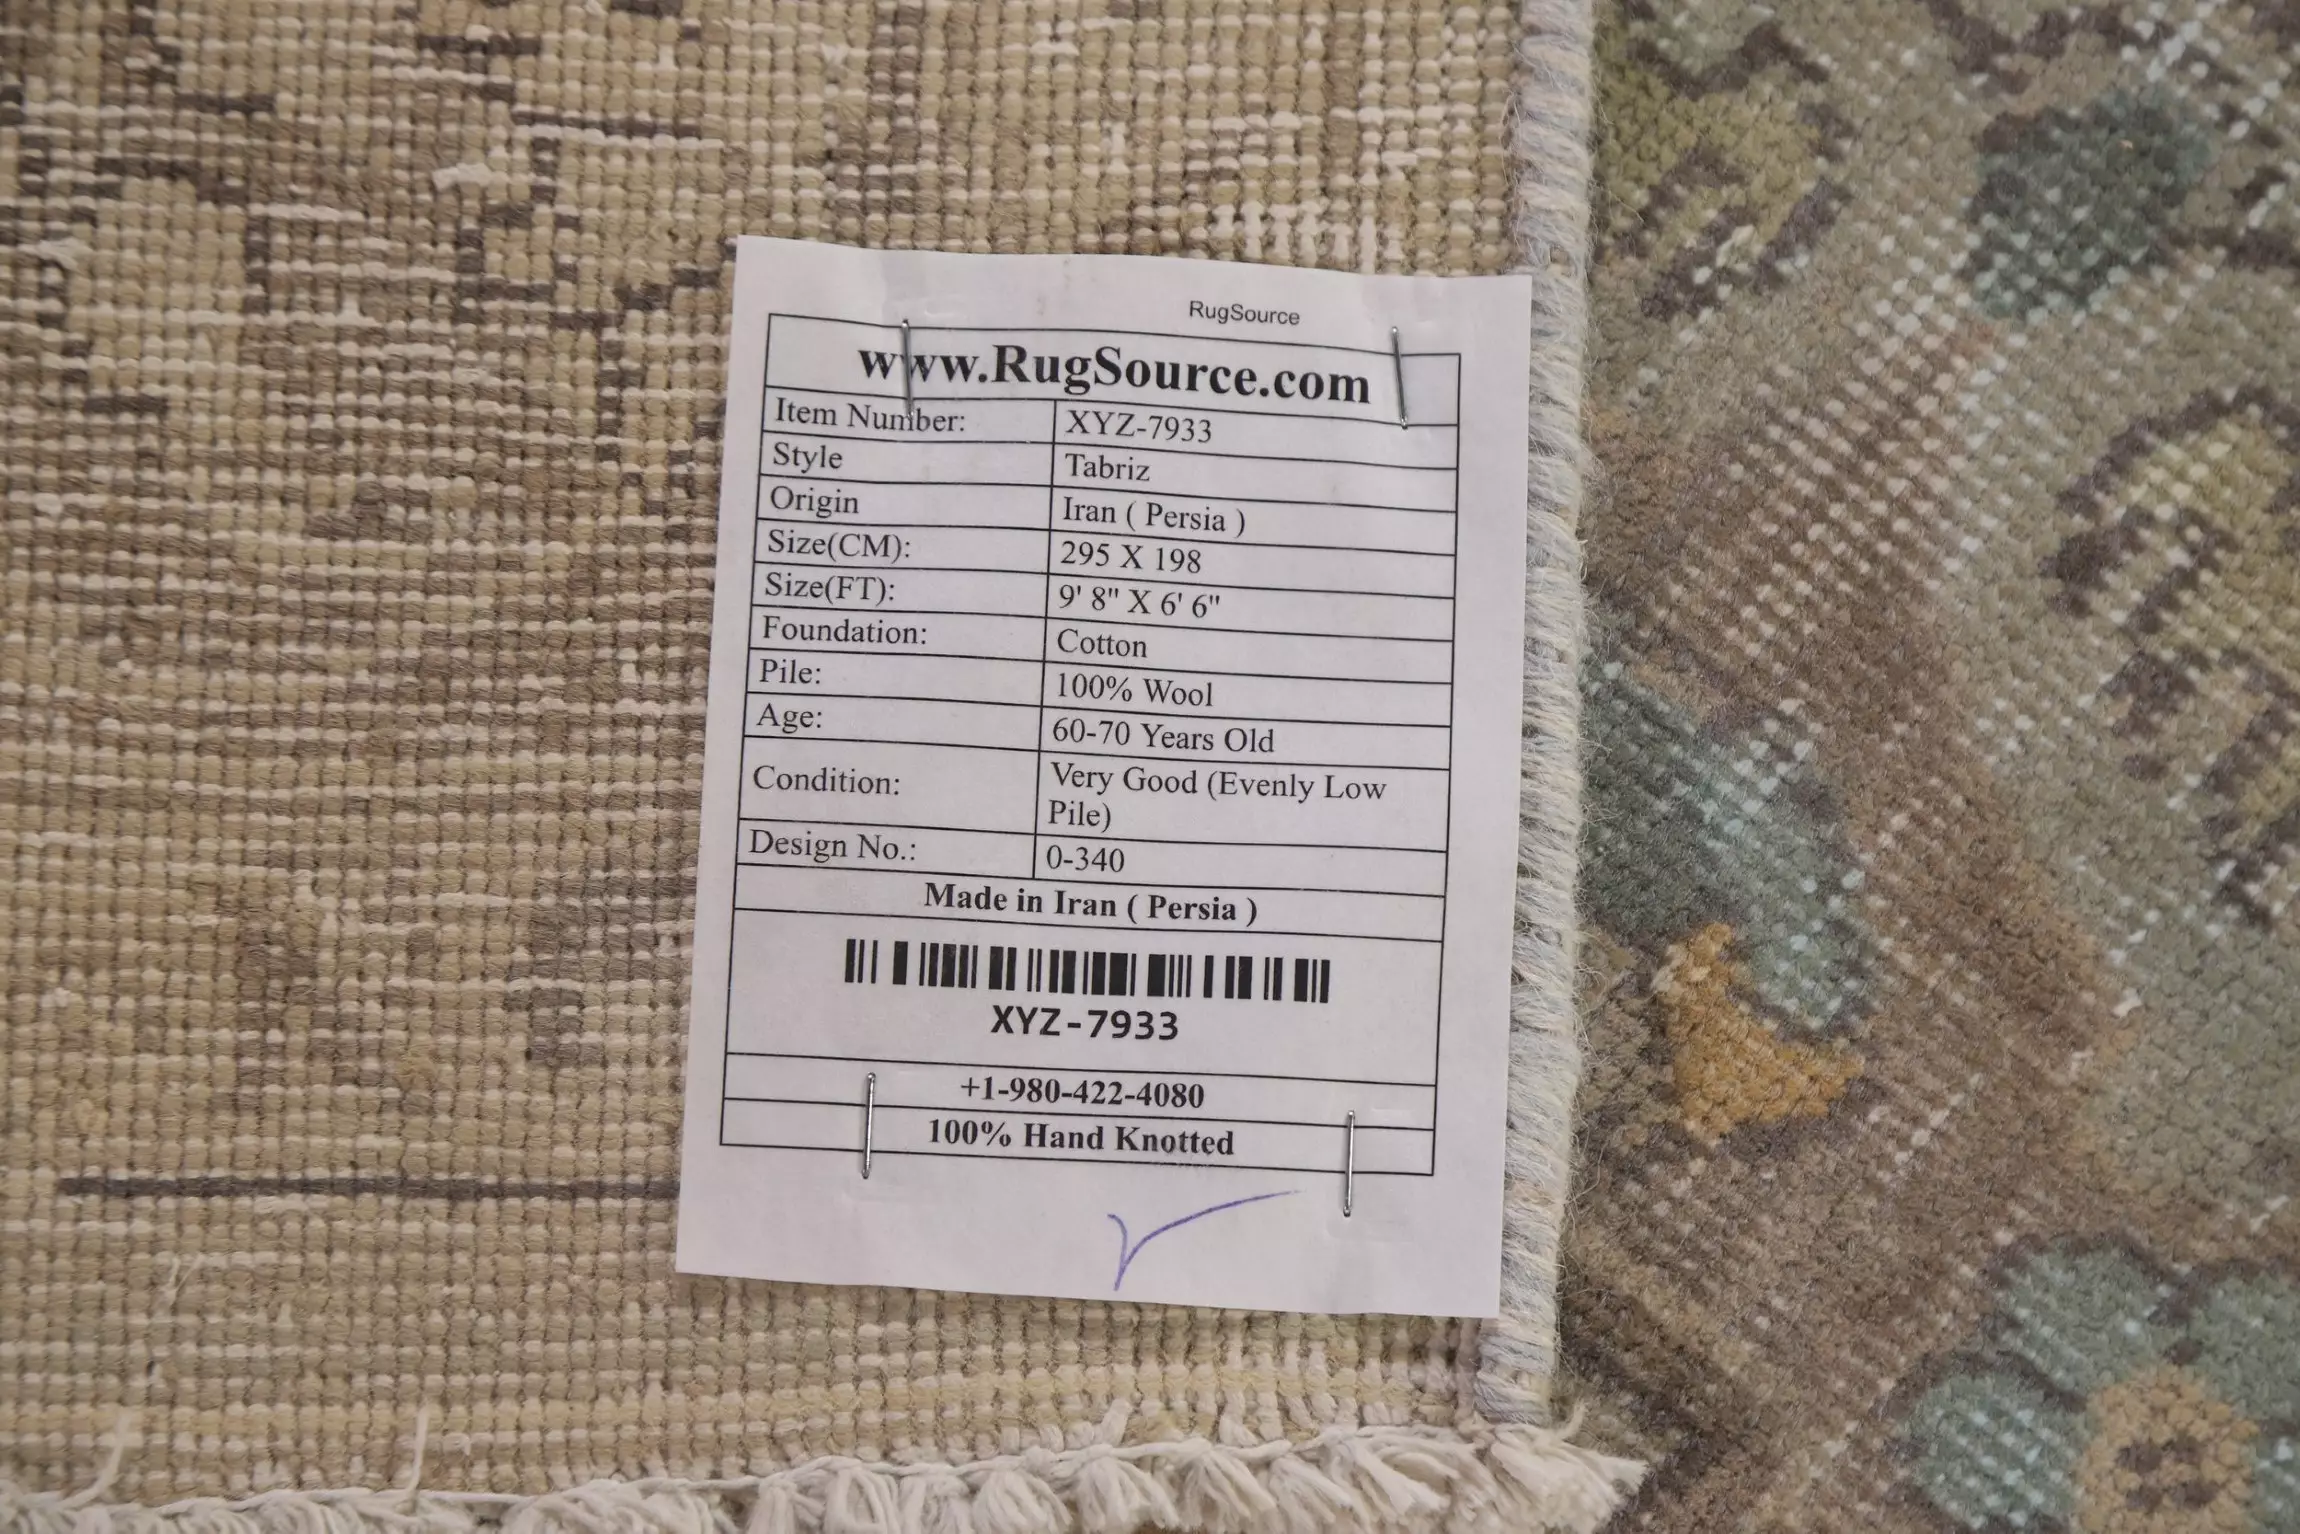 RugSource
www.RugSource.com
Item Number: XYZ-7933
Style Tabriz
Origin Iran ( Persia )
Size(CM): 295 X 198
Size(FT): 9' 8" X 6' 6"
Foundation: Cotton
Pile: 100% Wool
Age: 60-70 Years Old
Condition: Very Good (Evenly Low
Pile)
Design No.: 0-340
Made in Iran ( Persia )
XYZ-7933
+1-980-422-4080
100% Hand Knotted